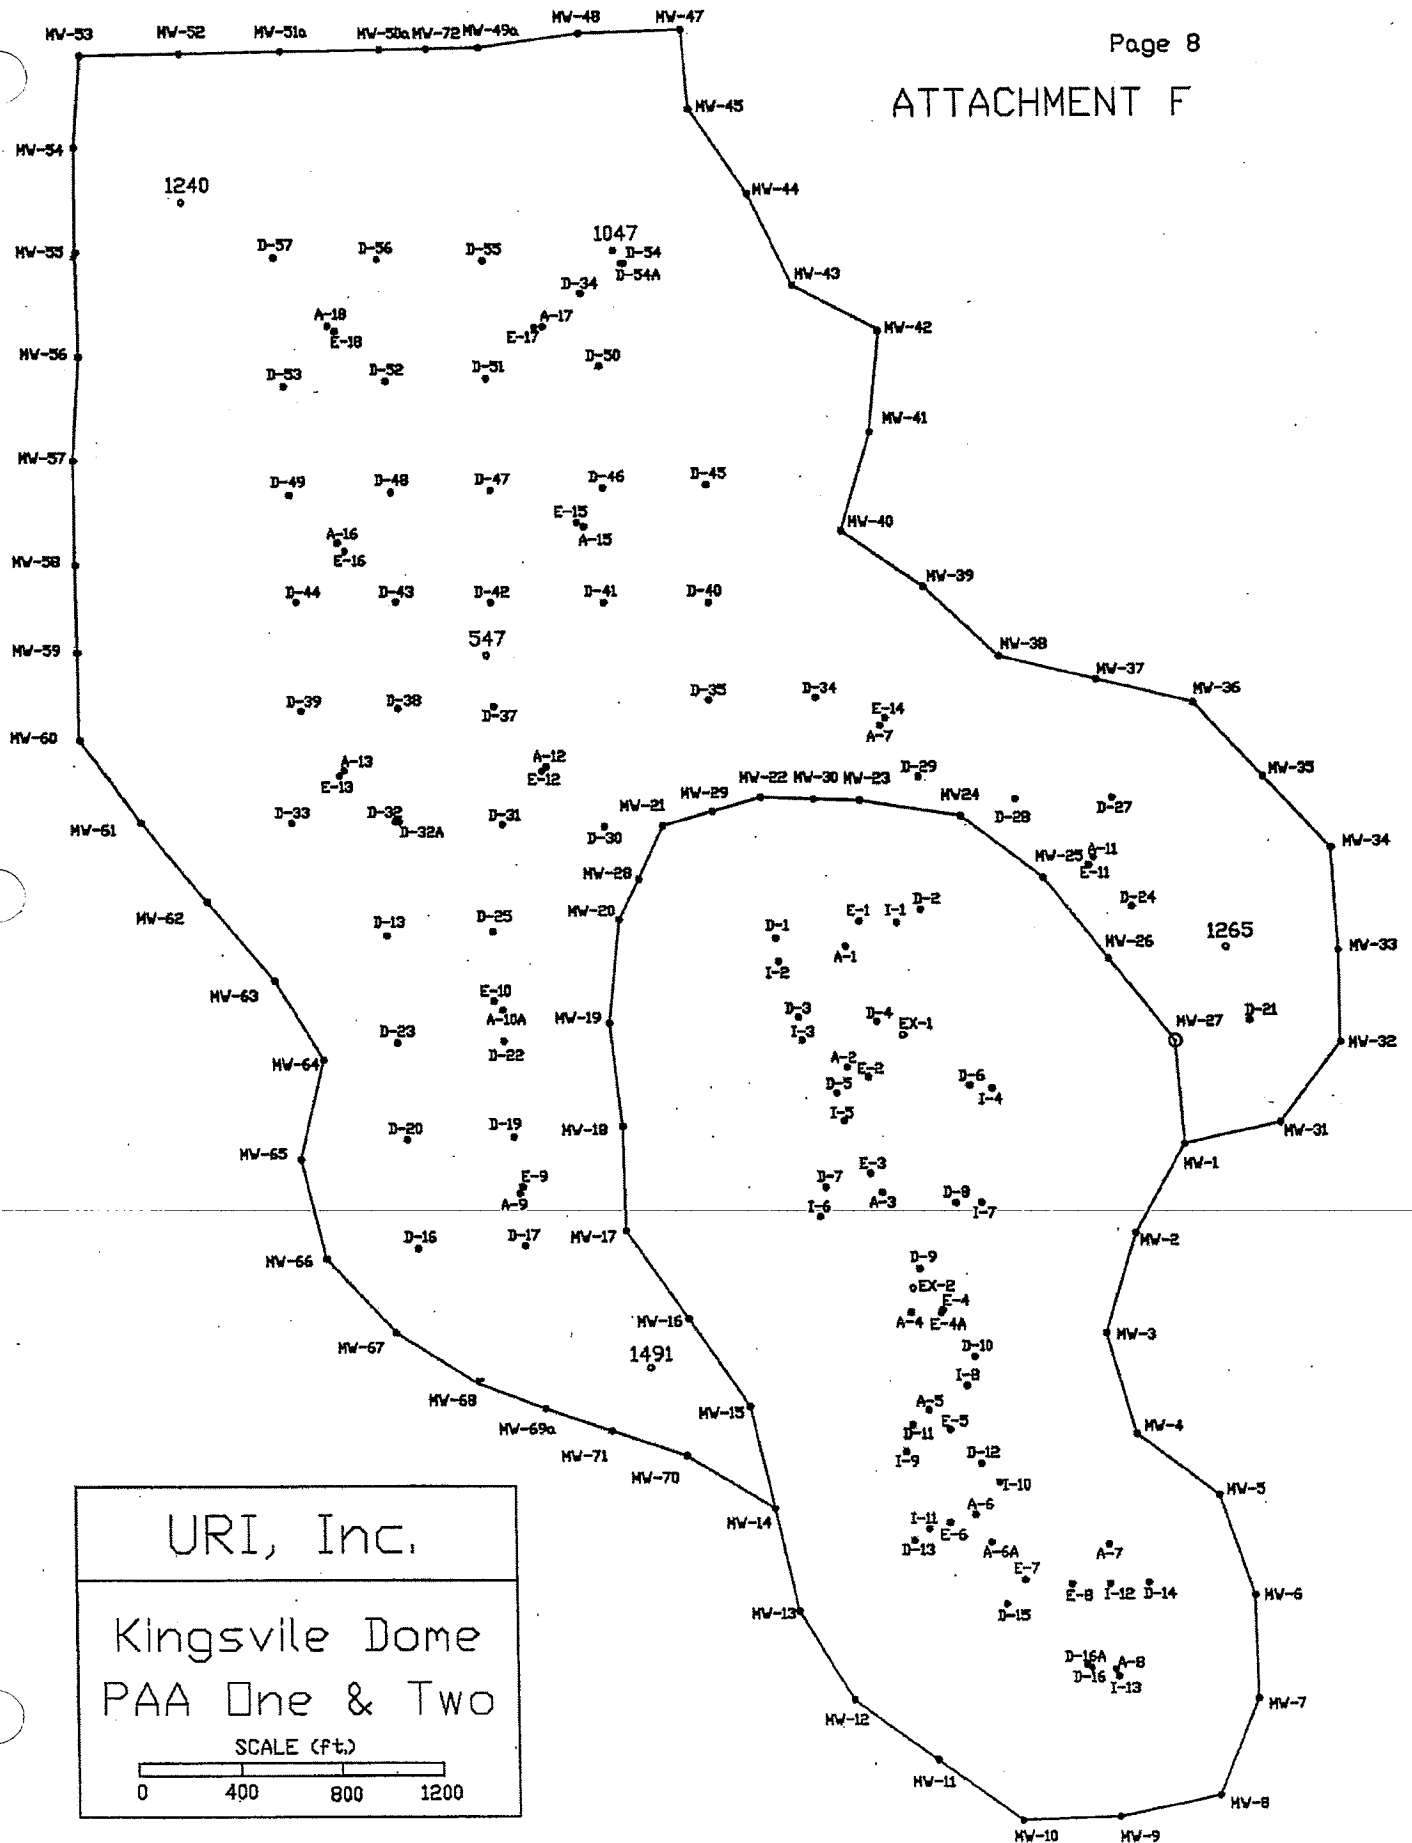 MW-53
MW-52
MW-51a
MW-50a
MW-72
MW-49a
MW-48
MW-47
Page 8
ATTACHMENT F
MW-45
MW-54
1240
MW-44
MW-55
D-57
D-56
D-55
1047
D-54
D-54A
D-34
MW-43
A-18
E-18
A-17
E-17
MW-42
MW-56
D-53
D-52
D-51
D-50
MW-41
MW-57
D-49
D-48
D-47
D-46
D-45
E-15
A-15
A-16
E-16
MW-40
MW-58
MW-39
D-44
D-43
D-42
D-41
D-40
547
MW-59
MW-38
MW-37
D-39
D-38
D-37
D-35
D-34
MW-36
E-14
A-7
MW-60
A-13
E-13
A-12
E-12
D-29
MW-35
MW-22
MW-30
MW-23
MW-29
MW-21
MW24
D-28
D-27
MW-61
D-33
D-32
D-32A
D-31
D-30
MW-34
A-11
E-11
MW-25
MW-28
D-24
MW-62
MW-20
D-13
D-25
D-1
E-1
I-1
D-2
A-1
I-2
1265
MW-26
MW-33
MW-63
E-10
A-10A
MW-19
D-3
I-3
D-4
EX-1
MW-27
D-21
MW-32
D-23
D-22
MW-64
A-2
E-2
D-5
I-5
D-6
I-4
MW-18
MW-31
D-20
D-19
MW-1
MW-65
E-9
A-9
D-7
I-6
E-3
A-3
D-8
I-7
D-16
D-17
MW-17
MW-2
MW-66
D-9
EX-2
E-4
A-4
E-4A
MW-16
MW-3
MW-67
1491
D-10
I-8
MW-68
A-5
D-11
E-5
MW-15
MW-69a
MW-4
MW-71
I-9
D-12
MW-70
I-10
MW-5
MW-14
A-6
I-11
E-6
D-13
A-6A
A-7
E-7
E-8
I-12
D-14
MW-6
D-15
MW-13
D-16A
D-16
A-8
I-13
MW-7
MW-12
MW-11
MW-8
MW-10
MW-9
URI, Inc.
Kingsvile Dome
PAA One & Two
SCALE (ft.)
0 400 800 1200